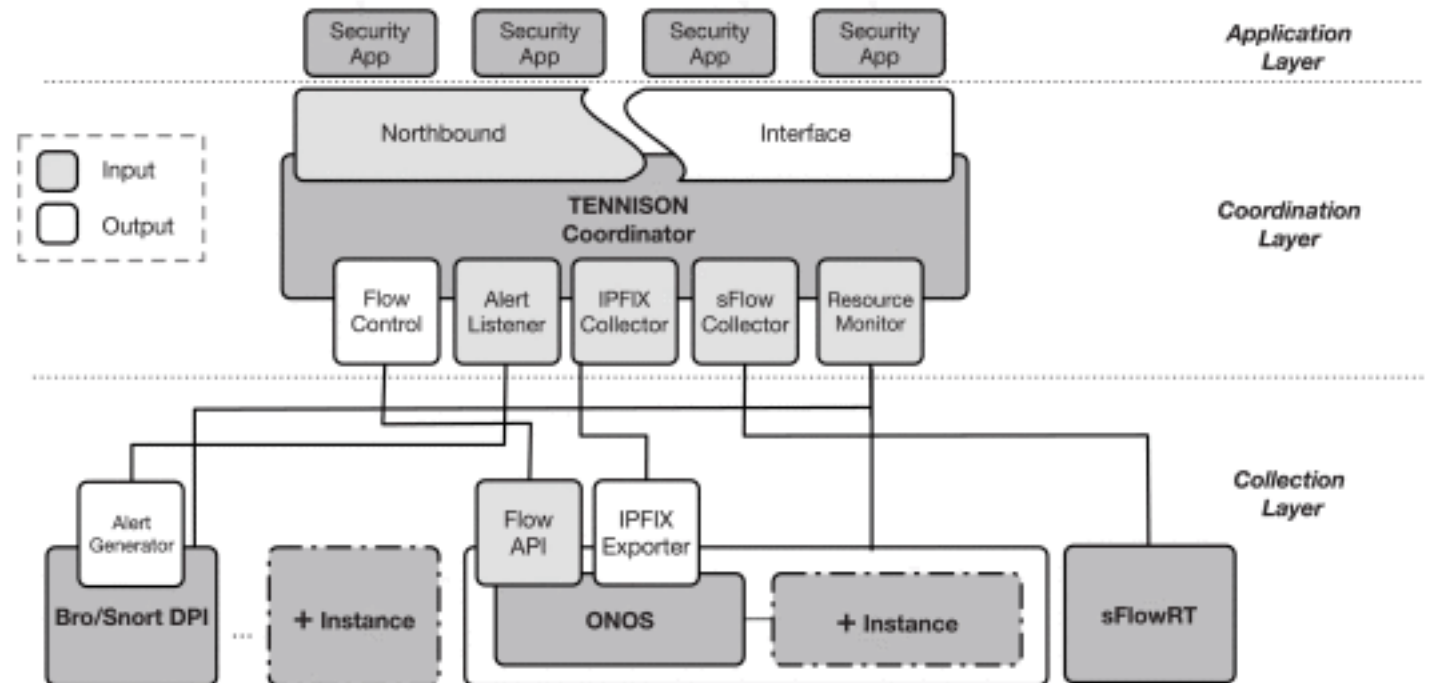 Security
App
Security
App
Security
App
Security
App
Application
Layer
Northbound
Interface
Input
Output
TENNISON
Coordinator
Coordination
Layer
Flow
Control
Alert
Listener
IPFIX
Collector
sFlow
Collector
Resource
Monitor
Collection
Layer
Alert
Generator
Flow
API
IPFIX
Exporter
Bro/Snort DPI
...
+ Instance
ONOS
+ Instance
sFlowRT